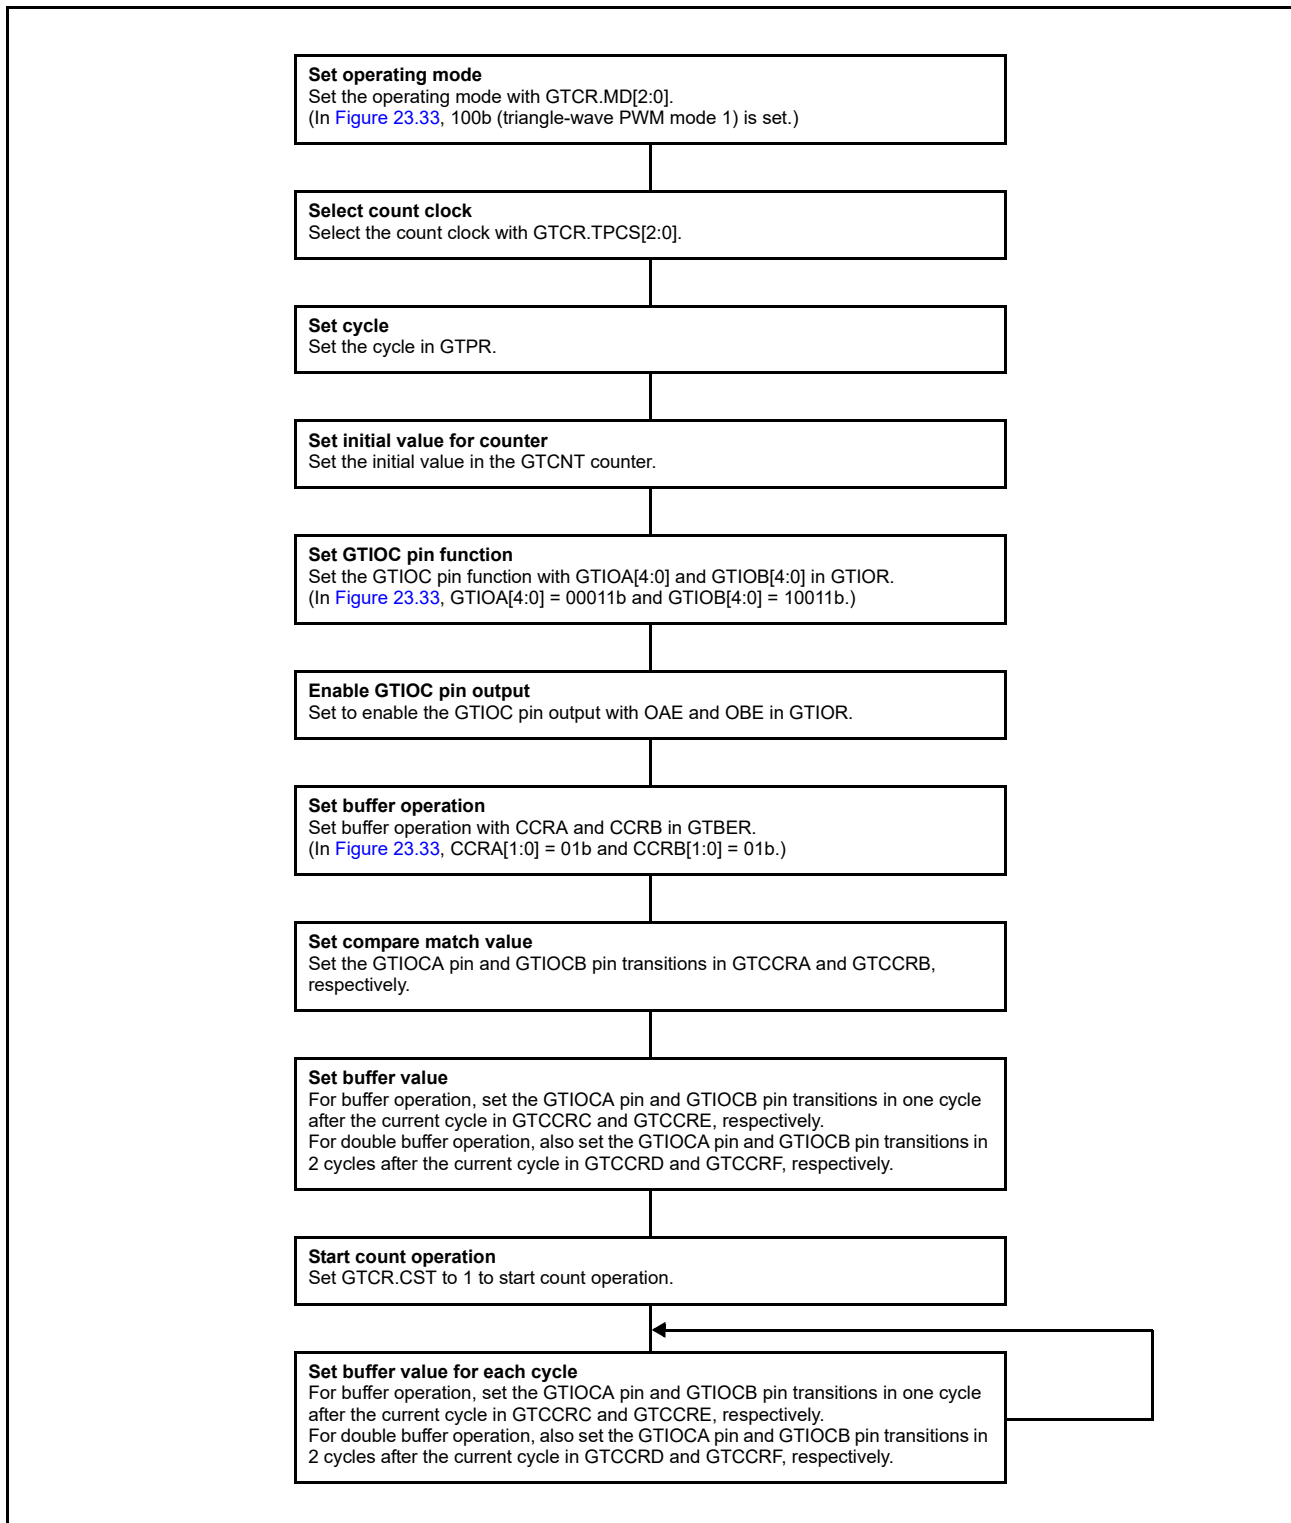 Set operating mode
Set the operating mode with GTCR.MD[2:0].
(In Figure 23.33, 100b (triangle-wave PWM mode 1) is set.)
Select count clock
Select the count clock with GTCR.TPCS[2:0].
Set cycle
Set the cycle in GTPR.
Set initial value for counter
Set the initial value in the GTCNT counter.
Set GTIOC pin function
Set the GTIOC pin function with GTIOA[4:0] and GTIOB[4:0] in GTIOR.
(In Figure 23.33, GTIOA[4:0] = 00011b and GTIOB[4:0] = 10011b.)
Enable GTIOC pin output
Set to enable the GTIOC pin output with OAE and OBE in GTIOR.
Set buffer operation
Set buffer operation with CCRA and CCRB in GTBER.
(In Figure 23.33, CCRA[1:0] = 01b and CCRB[1:0] = 01b.)
Set compare match value
Set the GTIOCA pin and GTIOCB pin transitions in GTCCRA and GTCCRB,
respectively.
Set buffer value
For buffer operation, set the GTIOCA pin and GTIOCB pin transitions in one cycle
after the current cycle in GTCCRC and GTCCRE, respectively.
For double buffer operation, also set the GTIOCA pin and GTIOCB pin transitions in
2 cycles after the current cycle in GTCCRD and GTCCRF, respectively.
Start count operation
Set GTCR.CST to 1 to start count operation.
Set buffer value for each cycle
For buffer operation, set the GTIOCA pin and GTIOCB pin transitions in one cycle
after the current cycle in GTCCRC and GTCCRE, respectively.
For double buffer operation, also set the GTIOCA pin and GTIOCB pin transitions in
2 cycles after the current cycle in GTCCRD and GTCCRF, respectively.